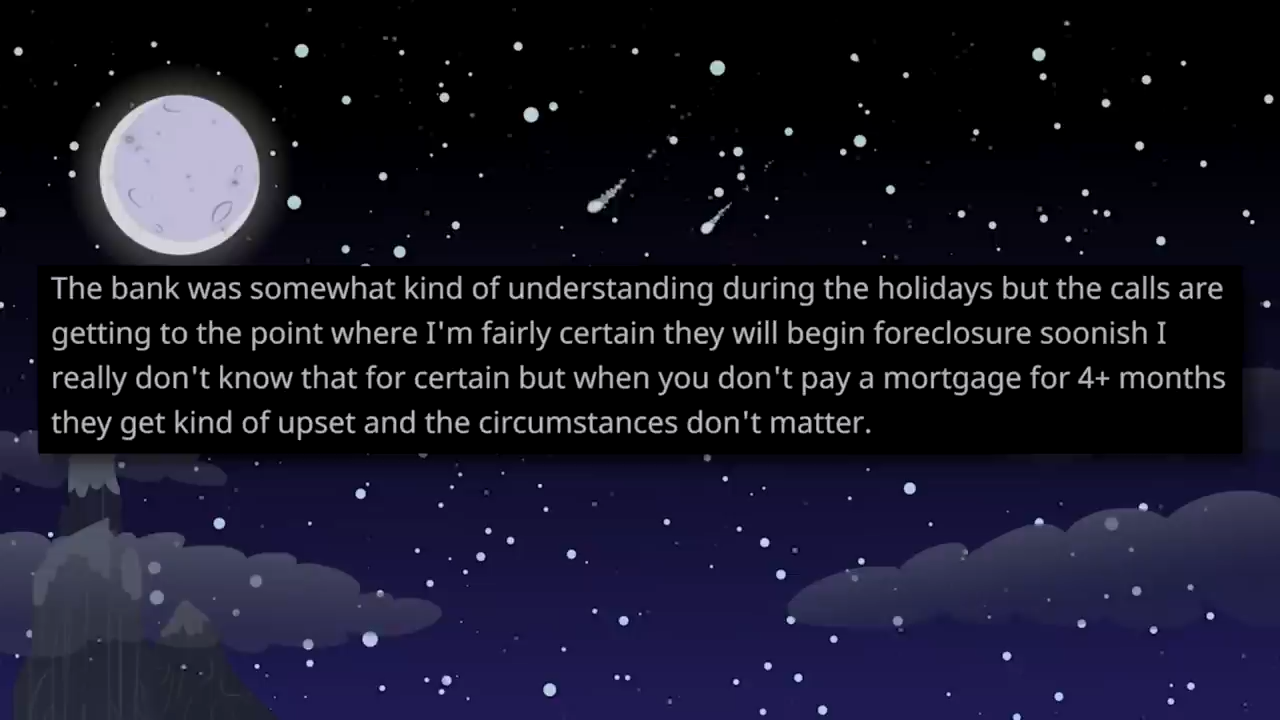 The bank was somewhat kind of understanding during the holidays but the calls are
getting to the point where I'm fairly certain they will begin foreclosure soonish I
really don't know that for certain but when you don't pay a mortgage for 4+ months
they get kind of upset and the circumstances don't matter.